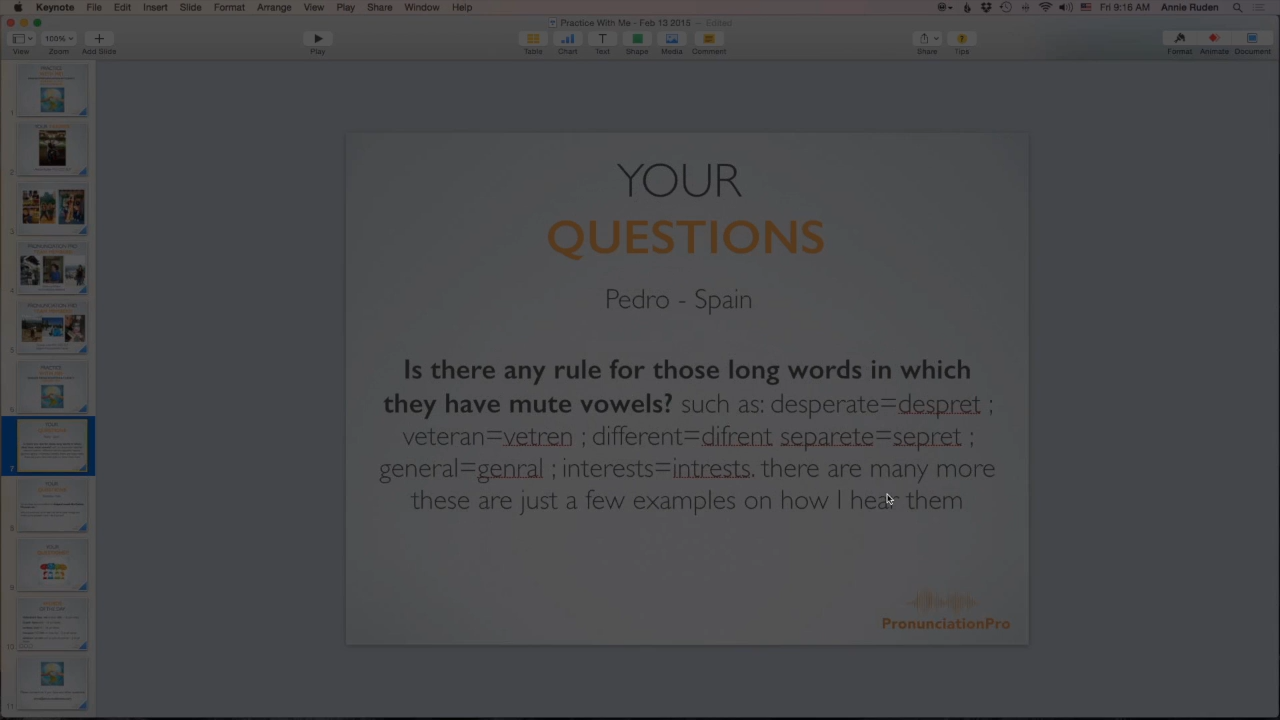 Keynote File Edit Insert Slide Format Arrange View Play Share Window Help Fri 9:16 AM Annie Ruden
Practice With Me - Feb 13 2015 — Edited
100%
View Zoom Add Slide Play Table Chart Text Shape Media Comment Share Tips Format Animate Document
YOUR
QUESTIONS
Pedro - Spain
Is there any rule for those long words in which
they have mute vowels? such as: desperate=despret ;
veteran=vetren ; different=difrent separete=sepret ;
general=genral ; interests=intrests. there are many more
these are just a few examples on how I hear them
PronunciationPro